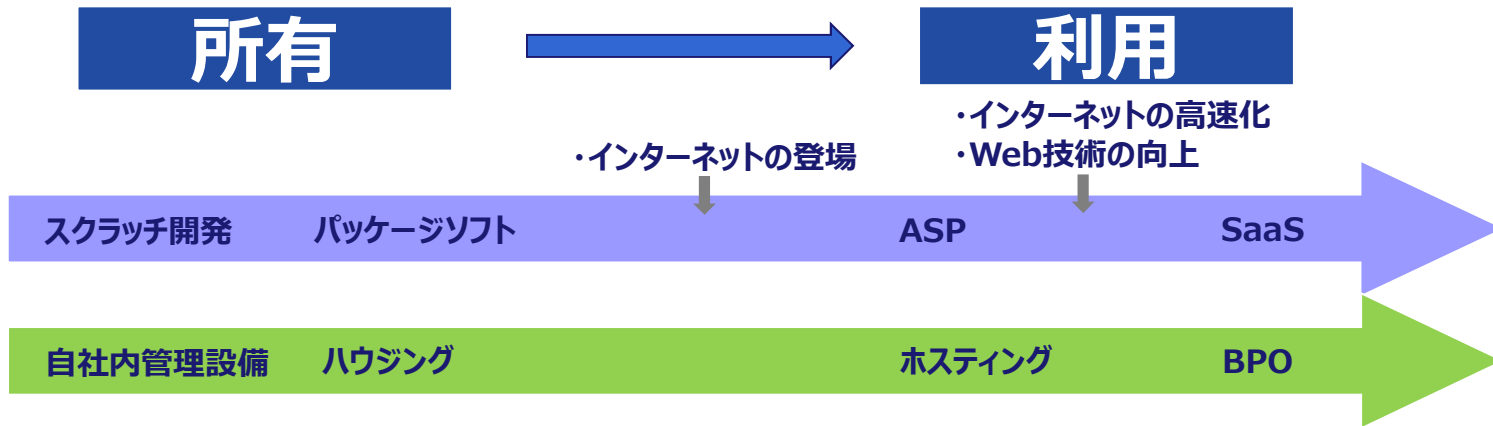 所有
利用
・インターネットの登場
・インターネットの高速化
・Web技術の向上
スクラッチ開発 パッケージソフト ASP SaaS
自社内管理設備 ハウジング ホスティング BPO